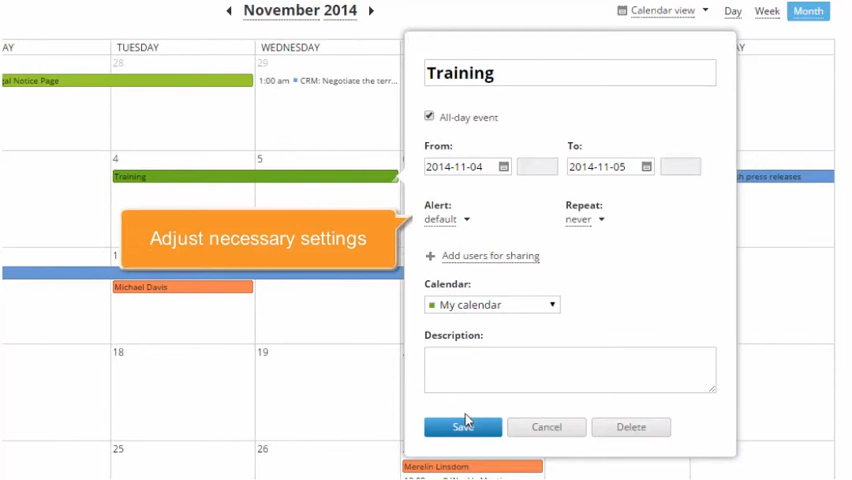 November 2014
Calendar view
Day
Week
Month
AY
TUESDAY
WEDNESDAY
Y
28
29
gal Notice Page
1:00 am CRM: Negotiate the terr...
4
5
Training
sh press releases
1
Michael Davis
18
19
25
26
Merelin Linsdom
Training
All-day event
From:
To:
2014-11-04
2014-11-05
Alert:
Repeat:
default
never
Add users for sharing
Calendar:
My calendar
Description:
Save
Cancel
Delete
Adjust necessary settings